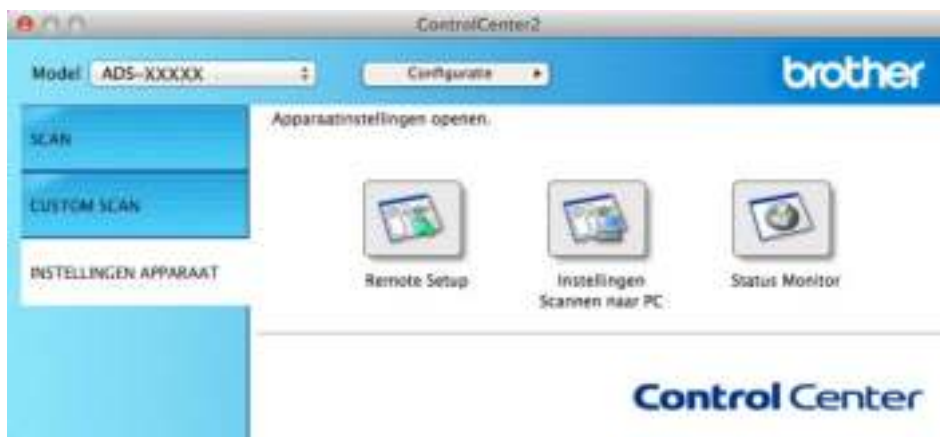 ControlCenter2
Model ADS-XXXXX Configuratie
brother
SCAN
CUSTOM SCAN
INSTELLINGEN APPARAAT
Apparaatinstellingen openen.
Remote Setup
Instellingen
Scannen naar PC
Status Monitor
Control Center